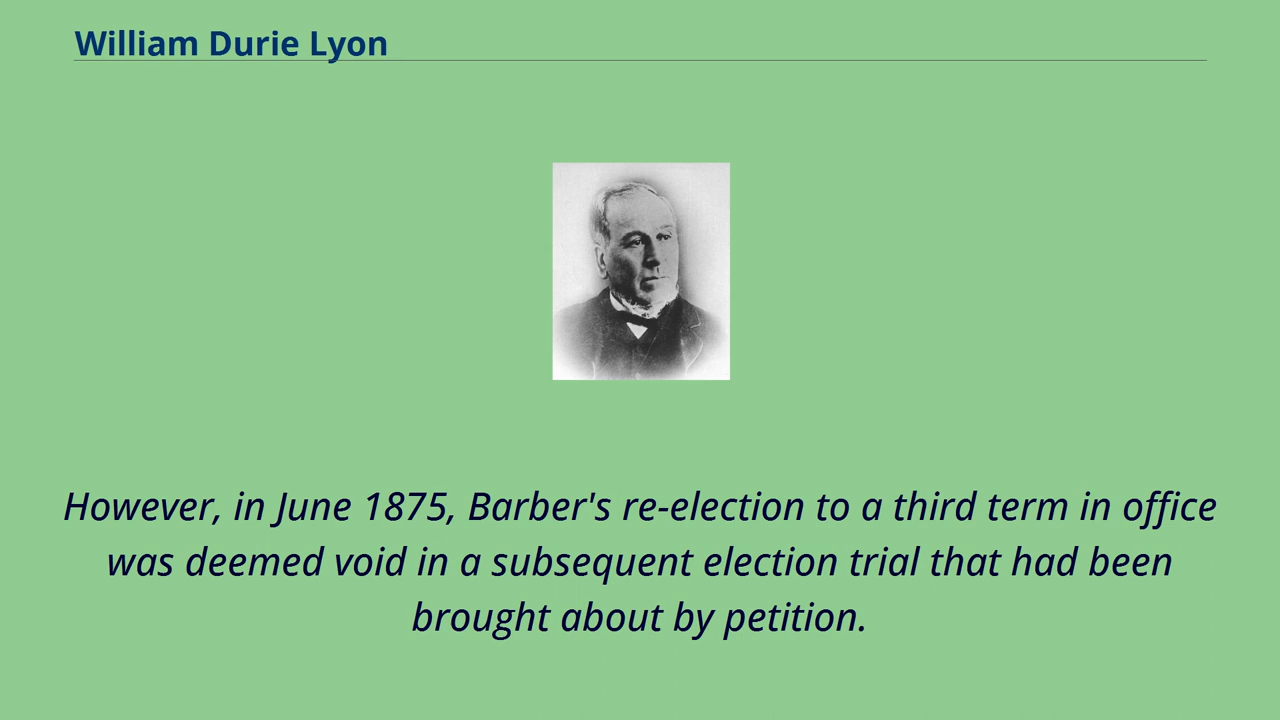 William Durie Lyon
However, in June 1875, Barber's re-election to a third term in office
was deemed void in a subsequent election trial that had been
brought about by petition.